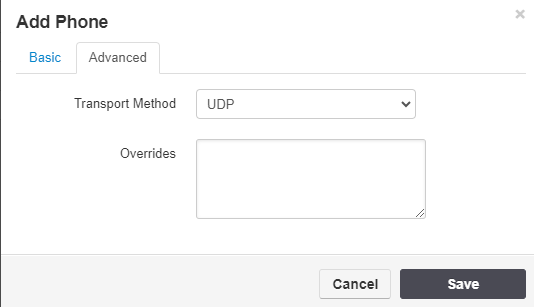 Add Phone
×
Basic Advanced
Transport Method UDP
Overrides
Cancel Save